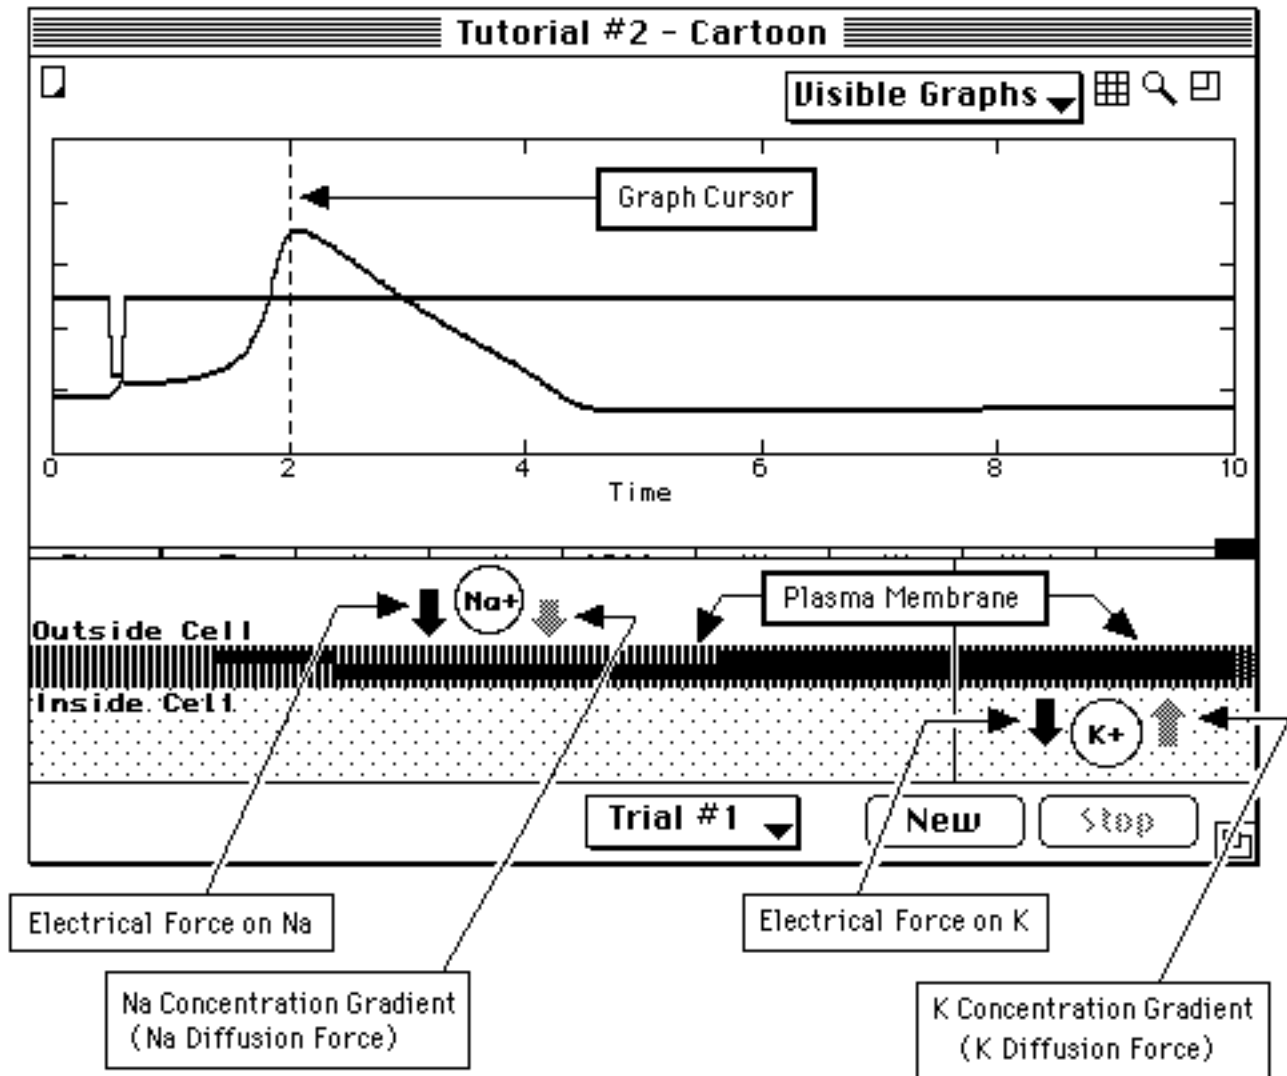 Tutorial #2 - Cartoon
Visible Graphs
Graph Cursor
0 2 4 6 8 10
Time
Na+
Plasma Membrane
Outside Cell
Inside Cell
K+
Trial #1
New
Stop
Electrical Force on Na
Electrical Force on K
Na Concentration Gradient
(Na Diffusion Force)
K Concentration Gradient
(K Diffusion Force)